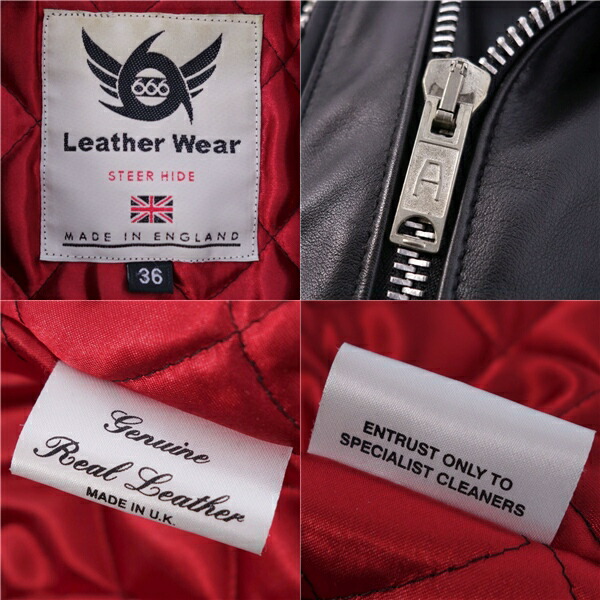 666
Leather Wear
STEER HIDE
MADE IN ENGLAND
36
A
Genuine
Real Leather
MADE IN U.K.
ENTRUST ONLY TO
SPECIALIST CLEANERS